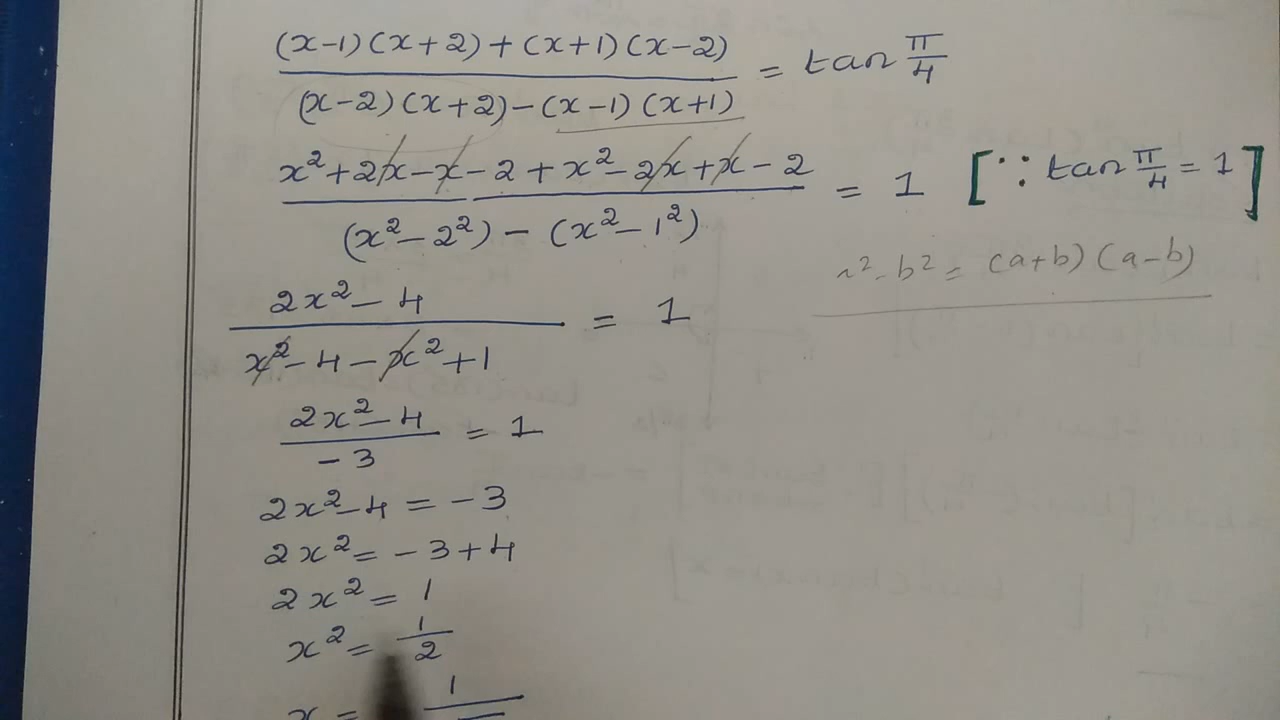 (x-1)(x+2)+(x+1)(x-2) / (x-2)(x+2)-(x-1)(x+1) = tan π/4
x²+2x-x-2+x²-2x+x-2 / (x²-2²)-(x²-1²) = 1 [∵ tan π/4 = 1]
a²-b² = (a+b)(a-b)
2x²-4 / x²-4-x²+1 = 1
2x²-4 / -3 = 1
2x²-4 = -3
2x² = -3+4
2x² = 1
x² = 1/2
x = 1